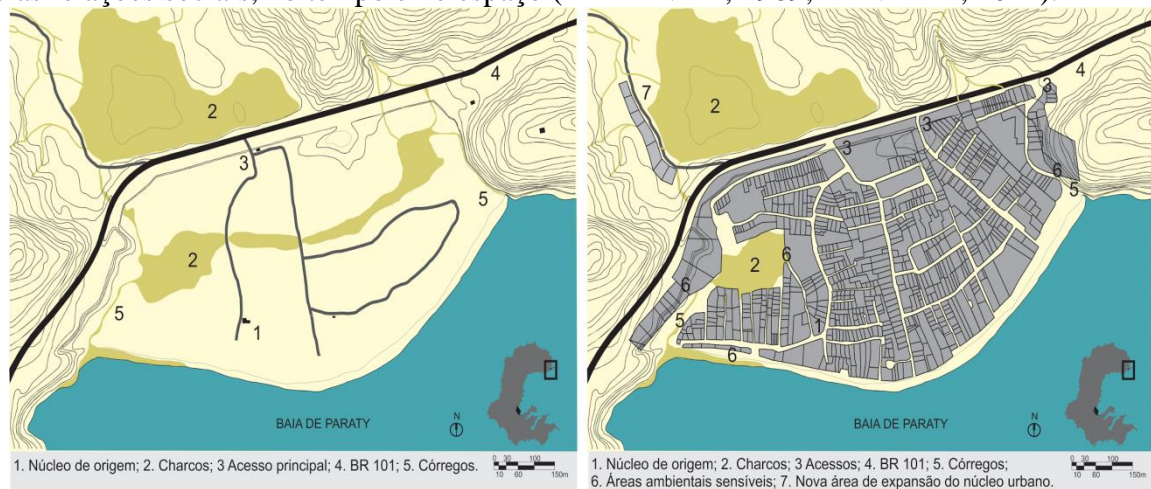 2
4
3
2
5
5
1
BAIA DE PARATY
N
0 30 100
10 60 150m
1. Núcleo de origem; 2. Charcos; 3 Acesso principal; 4. BR 101; 5. Córregos.
7
2
3
4
3
3
6
5
2
6
6
5
1
6
BAIA DE PARATY
N
0 30 100
10 60 150m
1. Núcleo de origem; 2. Charcos; 3 Acessos; 4. BR 101; 5. Córregos;
6. Áreas ambientais sensíveis; 7. Nova área de expansão do núcleo urbano.